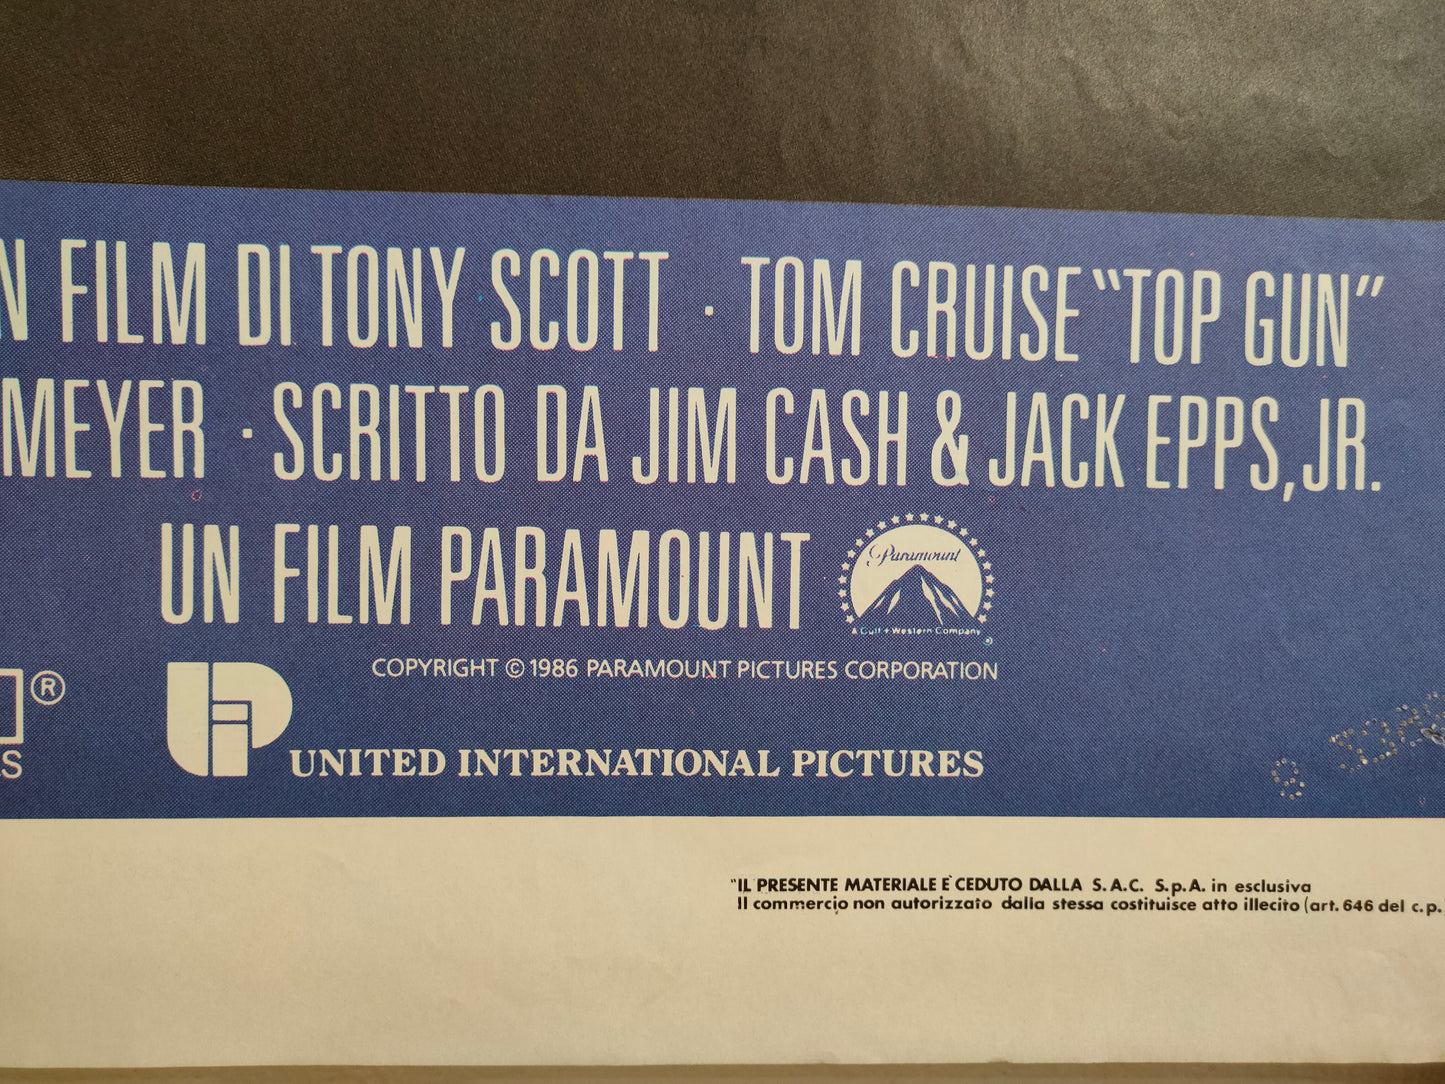 N FILM DI TONY SCOTT · TOM CRUISE "TOP GUN"
MEYER · SCRITTO DA JIM CASH & JACK EPPS, JR.
UN FILM PARAMOUNT
Paramount
A Gulf + Western Company
®
COPYRIGHT © 1986 PARAMOUNT PICTURES CORPORATION
®
UIP
UNITED INTERNATIONAL PICTURES
"IL PRESENTE MATERIALE È CEDUTO DALLA S.A.C. S.p.A. in esclusiva
Il commercio non autorizzato dalla stessa costituisce atto illecito (art. 646 del c.p.)